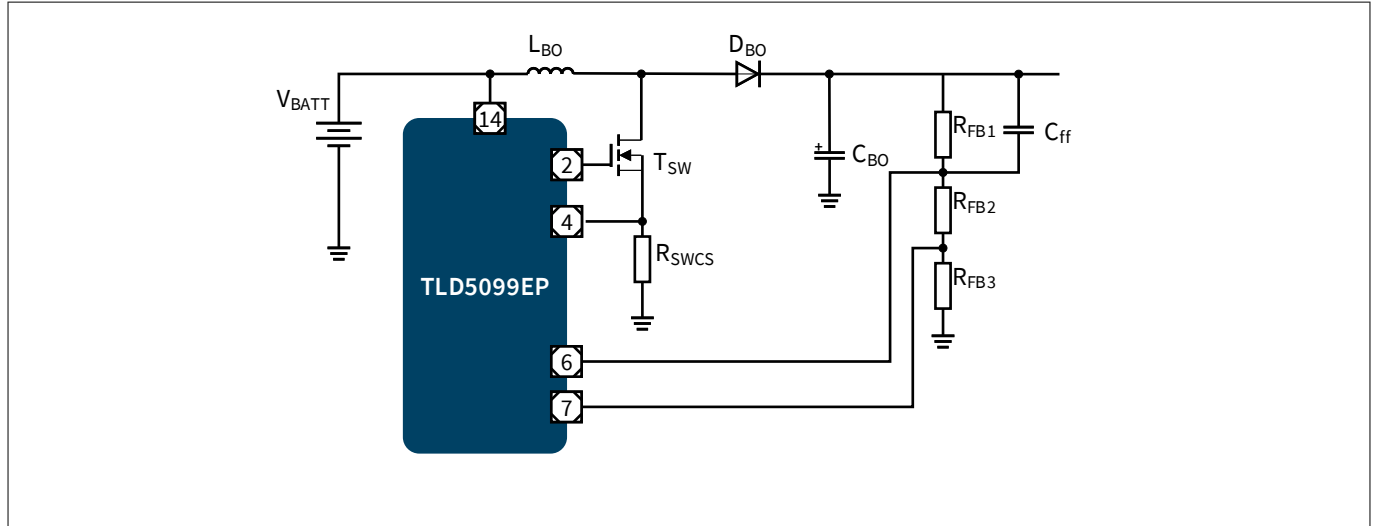 L_BO
D_BO
V_BATT
14
R_FB1
C_ff
2
T_SW
+
C_BO
R_FB2
4
R_SWCS
R_FB3
TLD5099EP
6
7